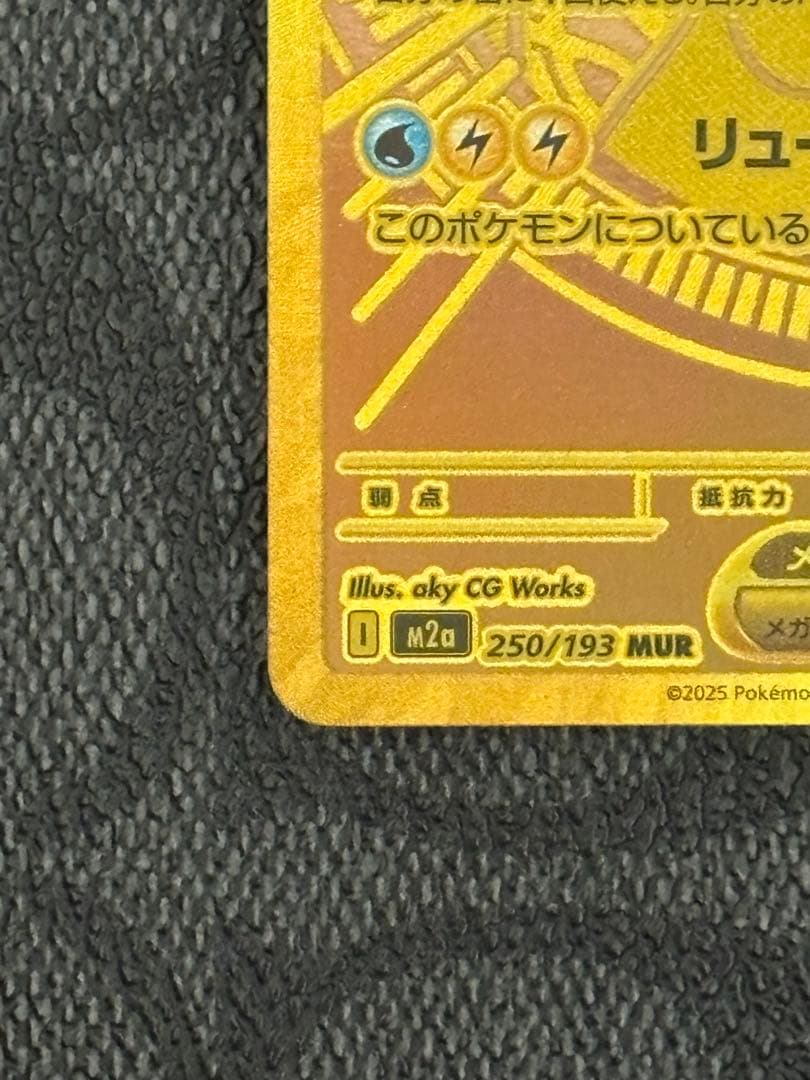 リュー
このポケモンについている
弱点 抵抗力
Illus. aky CG Works
メガ
I M2a 250/193 MUR
©2025 Pokémo